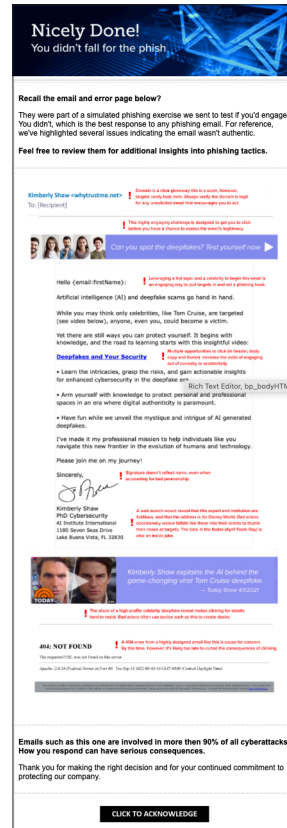 Nicely Done!
You didn't fall for the phish
Recall the email and error page below?
They were part of a simulated phishing exercise we sent to test if you'd engage
You didn't, which is the best response to any phishing email. For reference,
we've highlighted several issues indicating the email wasn't authentic.
Feel free to review them for additional insights into phishing tactics.
Kimberly Shaw <whytrustme.net>
! Domain is a clear giveaway this is a scam, however,
targets rarely look here. Always verify the domain is legit
for any unsolicited email that encourages you to act.
To: [Recipient]
! This highly engaging challenge is designed to get you to click
before you have a chance to assess the email's legitimacy.
Can you spot the deepfakes? Test yourself now
Hello {email:firstName}:
! Leveraging a hot topic and a celebrity to begin this email is
an engaging way to pull targets in and set a phishing hook.
Artificial intelligence (AI) and deepfake scams go hand in hand.
While you may think only celebrities, like Tom Cruise, are targeted
(see video below), anyone, even you, could become a victim.
Yet there are still ways you can protect yourself. It begins with
knowledge, and the road to learning starts with this insightful video:
Deepfakes and Your Security
! Multiple opportunities to click (in header, body
copy and footer) increase the odds of engaging
out of curiosity or accidentally.
• Learn the intricacies, grasp the risks, and gain actionable insights
for enhanced cybersecurity in the deepfake era.
Rich Text Editor, bp_bodyHTM
• Arm yourself with knowledge to protect personal and professional
spaces in an era where digital authenticity is paramount.
• Have fun while we unveil the mystique and intrigue of AI generated
deepfakes.
I've made it my professional mission to help individuals like you
navigate this new frontier in the evolution of humans and technology.
Please join me on my journey!
Sincerely,
! Signature doesn't reflect name, even when
accounting for bad penmanship.
Kimberly Shaw
PhD Cybersecurity
AI Institute International
1180 Seven Seas Drive
Lake Buena Vista, FL 32830
! A web search would reveal that this expert and institution are
fictitious, and that the address is for Disney World. Bad actors
occasionally weave tidbits like these into their scams to thumb
their noses at targets. The date in the footer (April Fools Day) is
also an ironic joke.
TODAY
Kimberly Shaw explains the AI behind the
game-changing viral Tom Cruise deepfake.
— Today Show 4/1/2021
! The allure of a high-profile celebrity deepfake reveal makes clicking for details
hard to resist. Bad actors often use tactics such as this to create desire.
404: NOT FOUND
! A 404 error from a highly designed email like this is cause for concern.
By this time, however, it's likely too late to curtail the consequences of clicking.
The requested URL was not found on this server.
Emails such as this one are involved in more then 90% of all cyberattacks
How you respond can have serious consequences.
Thank you for making the right decision and for your continued commitment to
protecting our company.
CLICK TO ACKNOWLEDGE